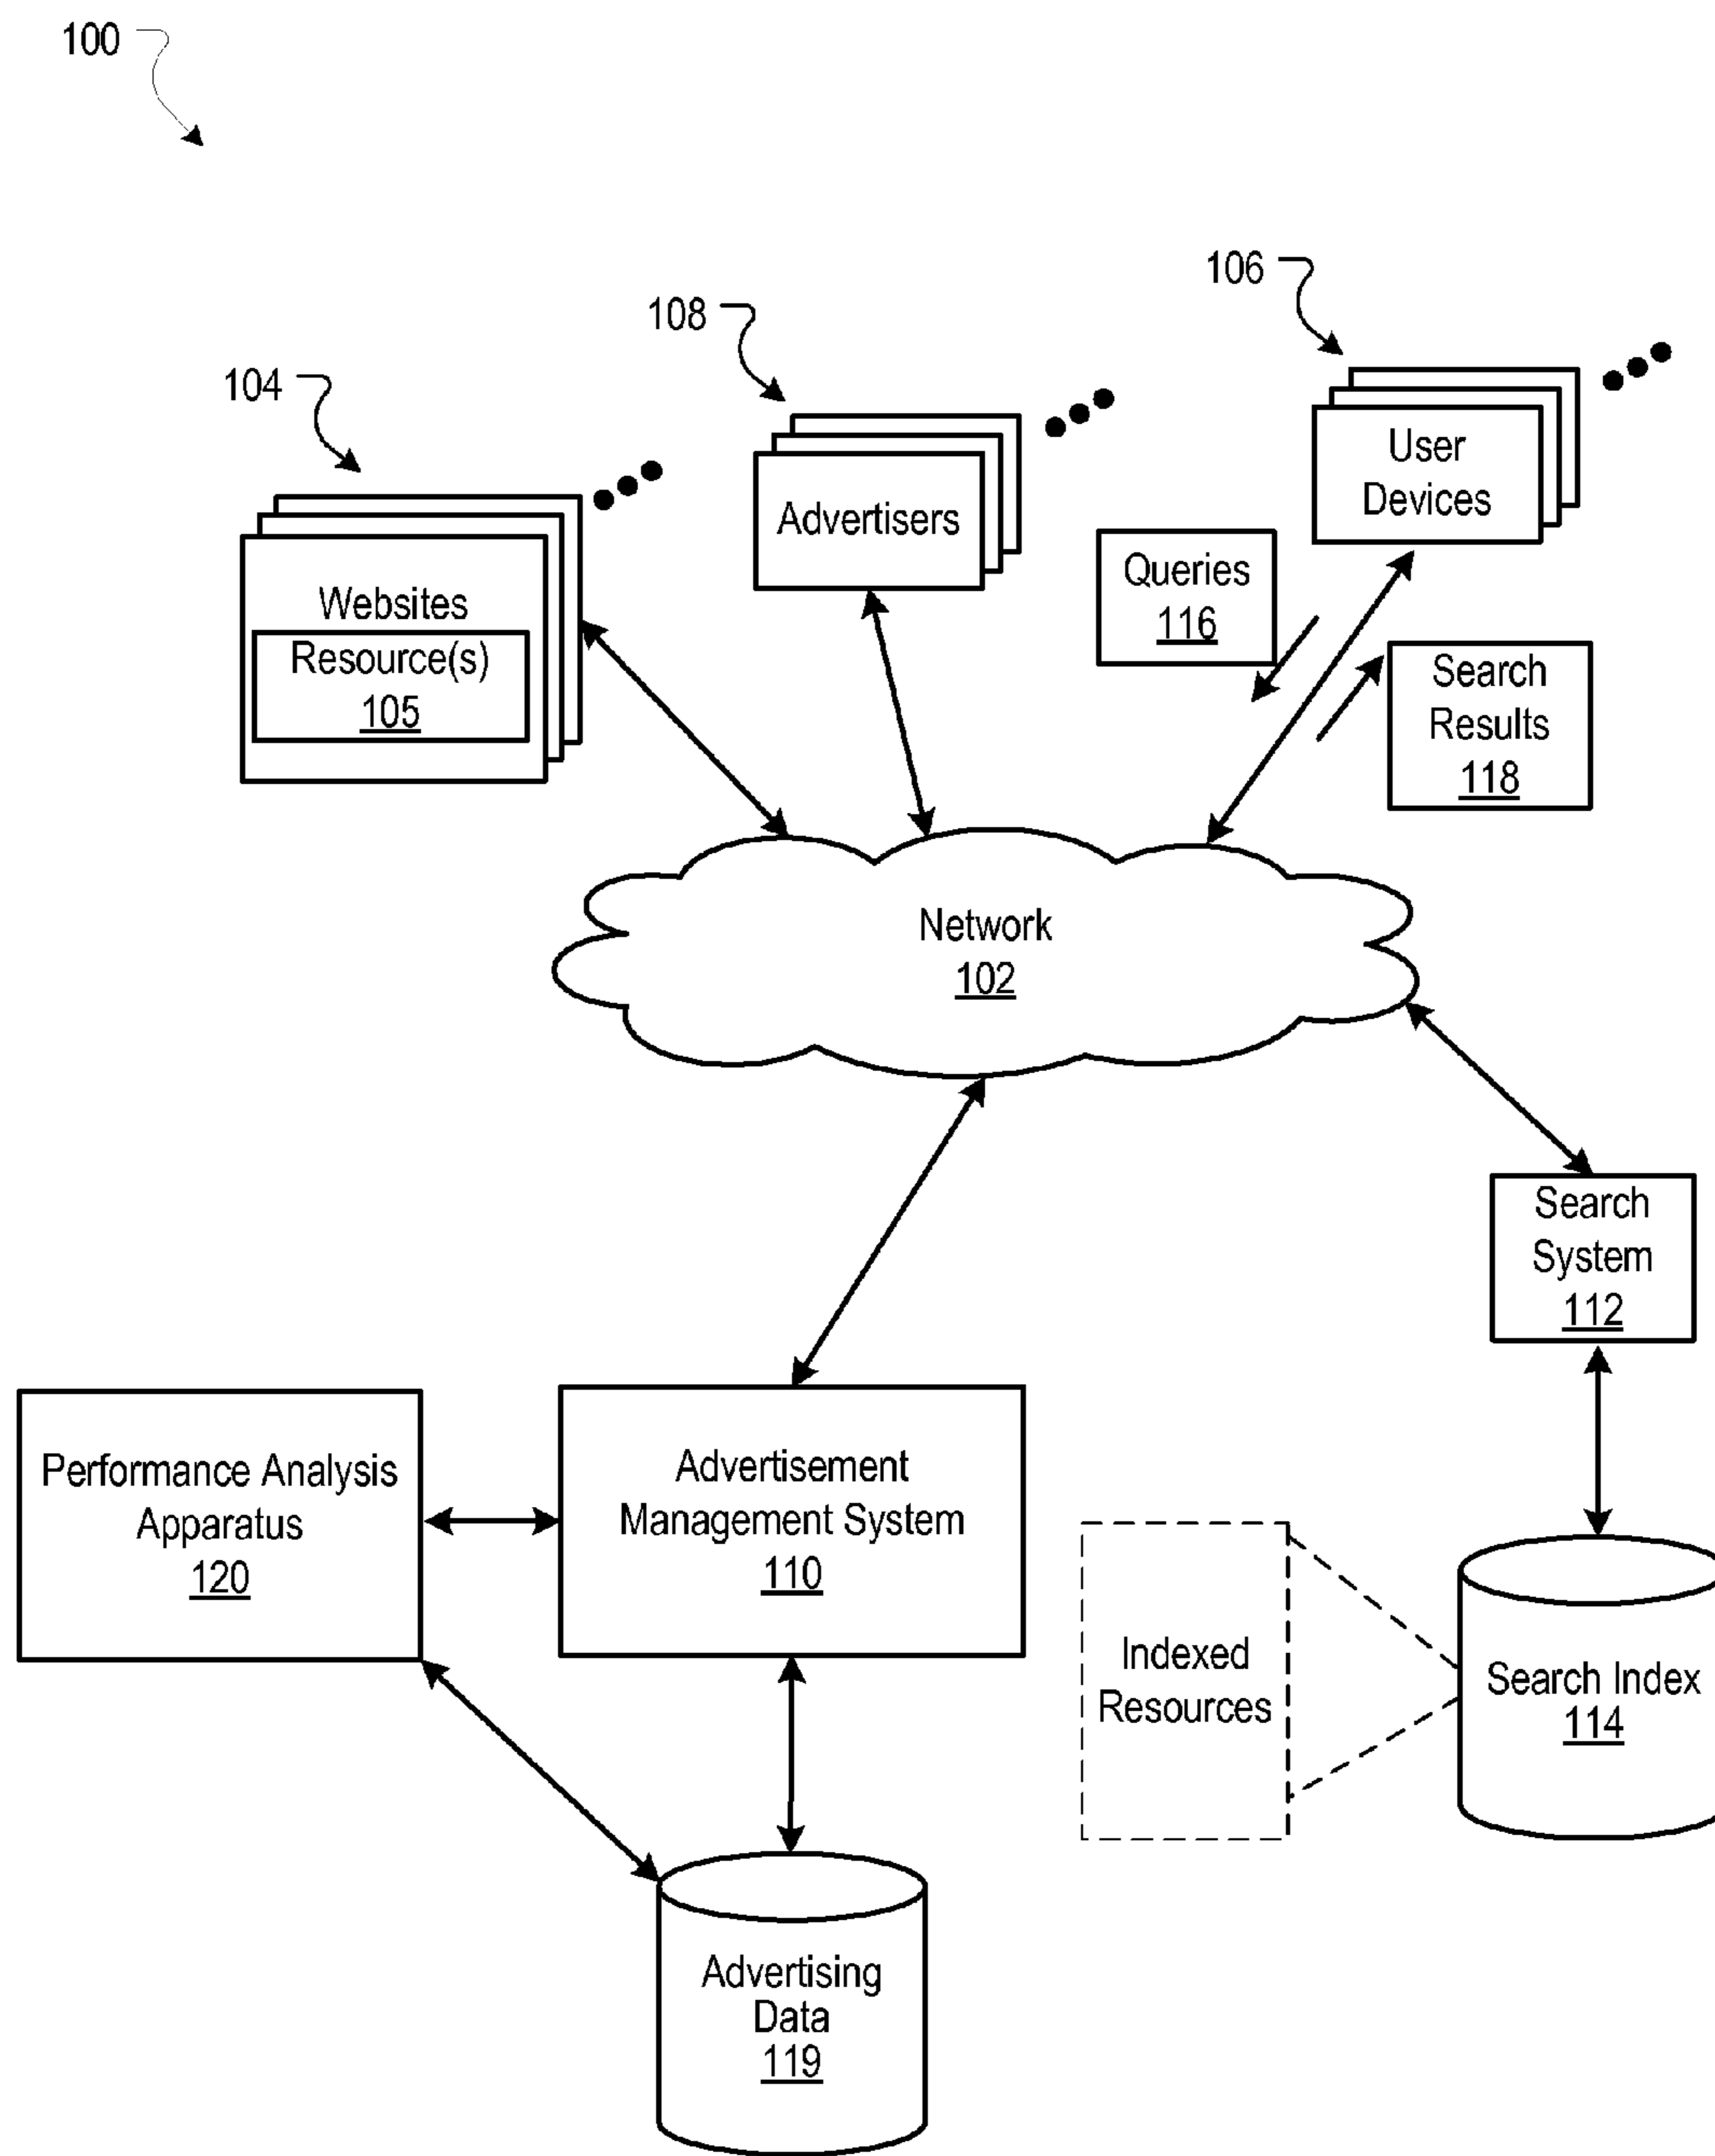 100
106
108
104
User
Devices
Advertisers
Queries
116
Websites
Resource(s)
105
Search
Results
118
Network
102
Search
System
112
Performance Analysis
Apparatus
120
Advertisement
Management System
110
Indexed
Resources
Search Index
114
Advertising
Data
119